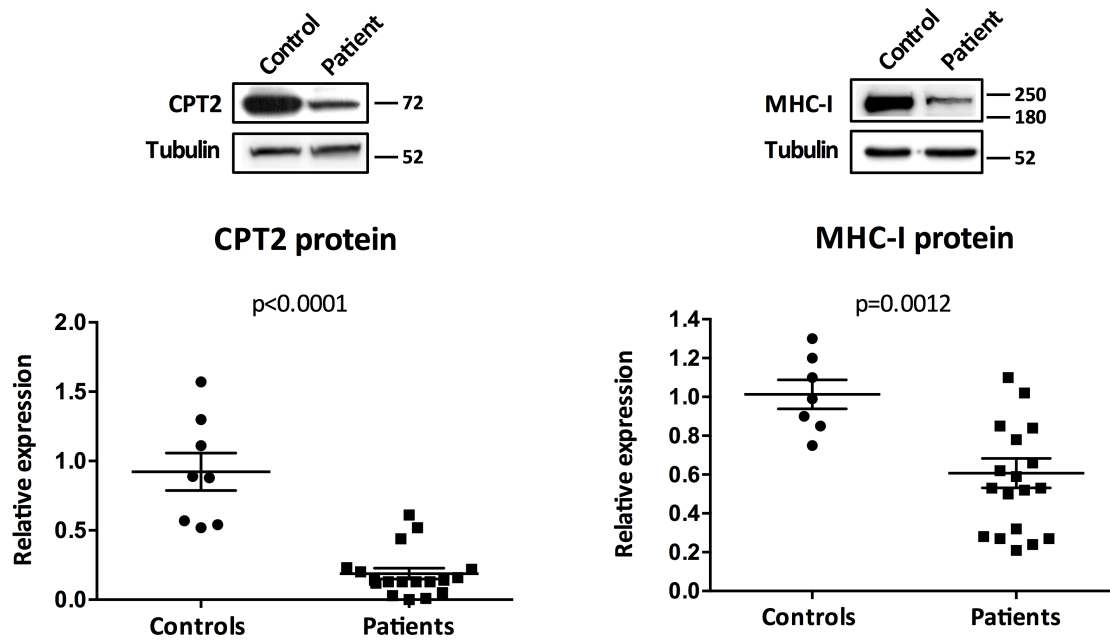 Control Patient
CPT2
72
Tubulin
52
CPT2 protein
p<0.0001
2.0
1.5
1.0
0.5
0.0
Relative expression
Controls Patients
Control Patient
MHC-I
250
180
Tubulin
52
MHC-I protein
p=0.0012
1.4
1.2
1.0
0.8
0.6
0.4
0.2
0.0
Relative expression
Controls Patients